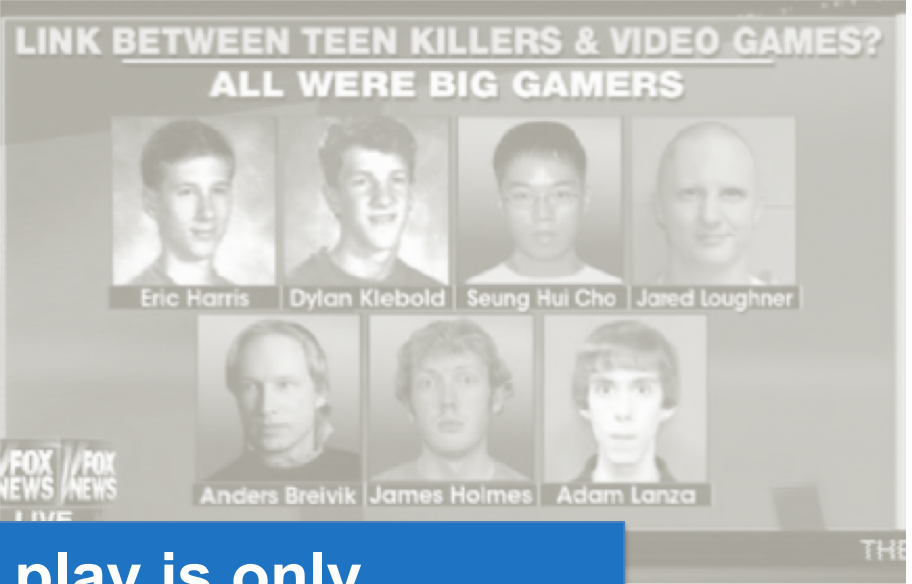 LINK BETWEEN TEEN KILLERS & VIDEO GAMES?
ALL WERE BIG GAMERS
Eric Harris
Dylan Klebold
Seung Hui Cho
Jared Loughner
Anders Breivik
James Holmes
Adam Lanza
FOX NEWS
FOX NEWS
LIVE
THE
play is only